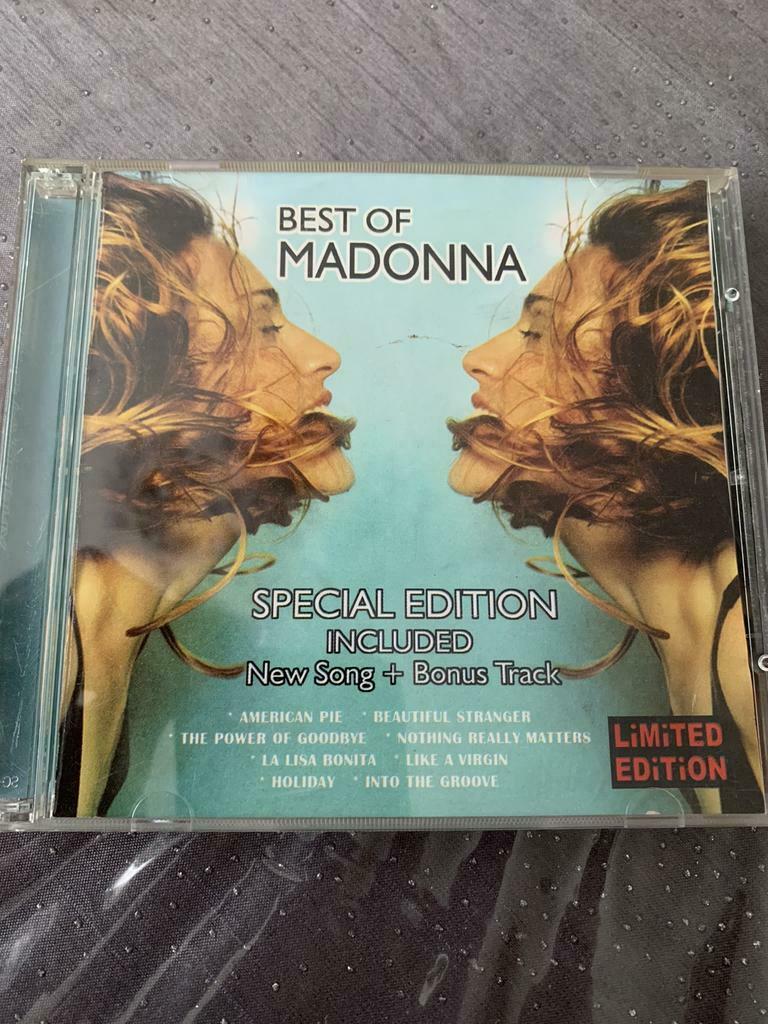 BEST OF
MADONNA
SPECIAL EDITION
INCLUDED
New Song + Bonus Track
* AMERICAN PIE * BEAUTIFUL STRANGER
* THE POWER OF GOODBYE * NOTHING REALLY MATTERS
* LA LISA BONITA * LIKE A VIRGIN
* HOLIDAY * INTO THE GROOVE
LiMiTED
EDiTiON